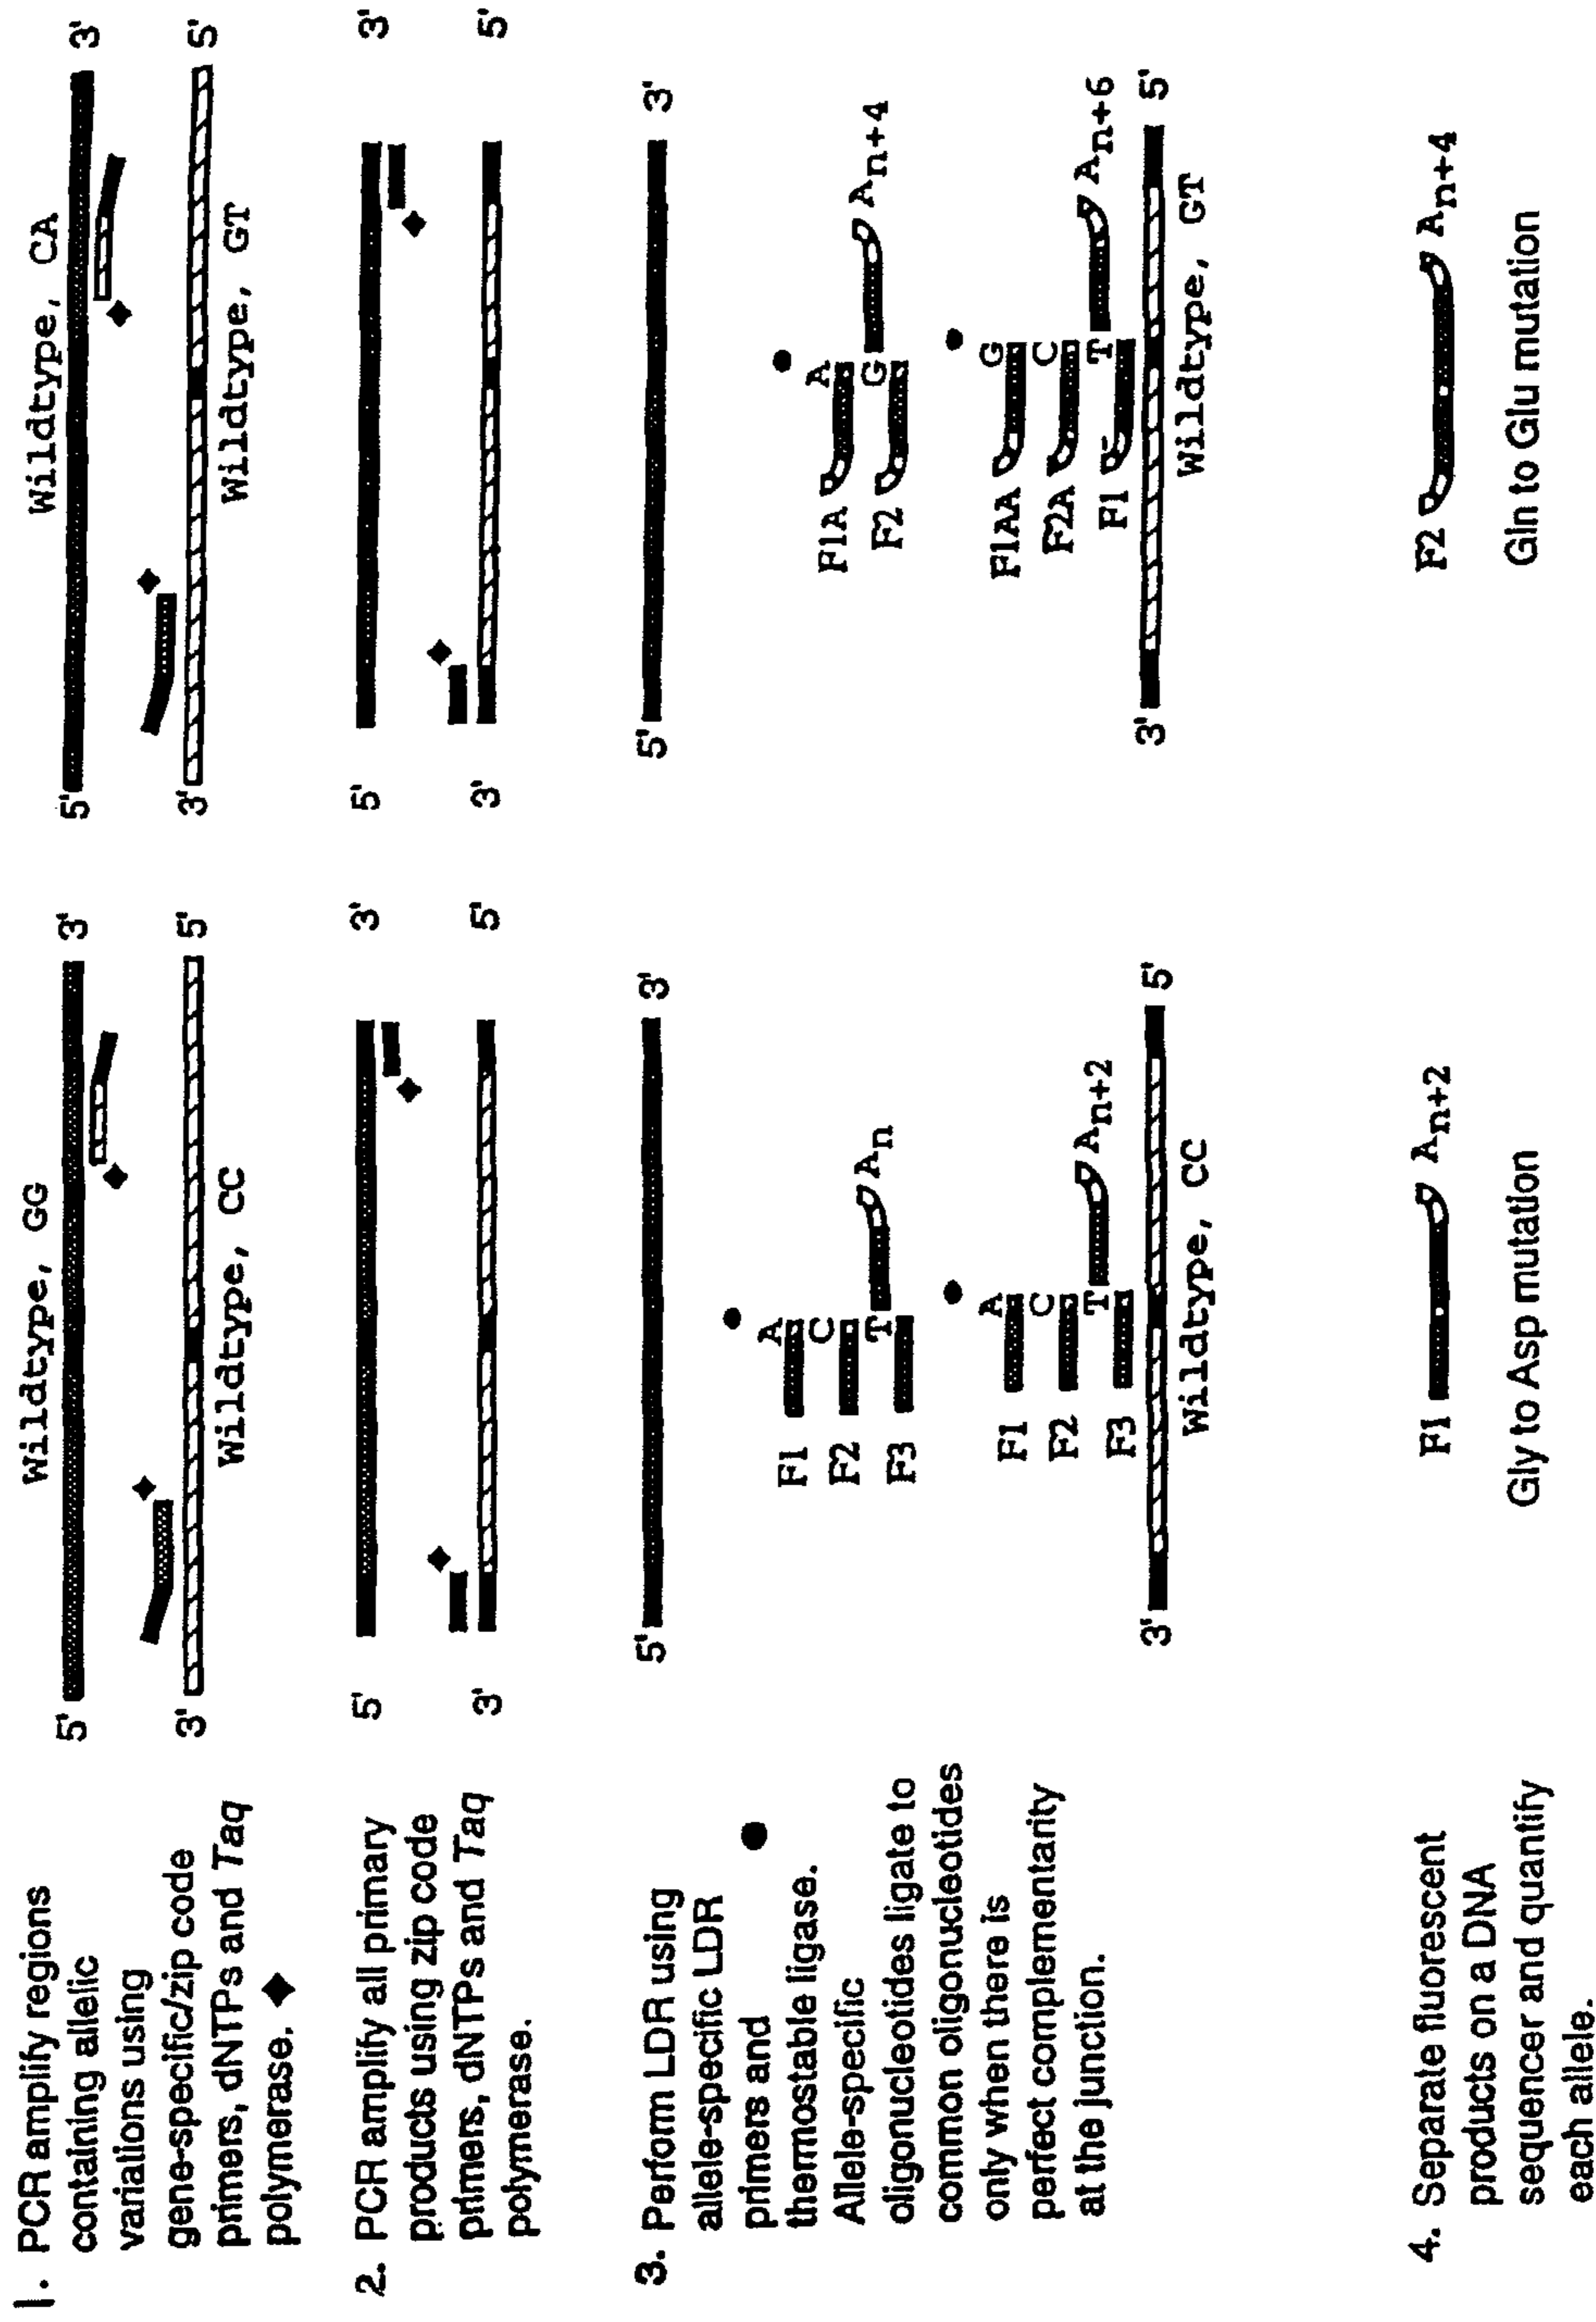 1. PCR amplify regions
containing allelic
variations using
gene-specific/zip code
primers, dNTPs and Taq
polymerase. ◆
Wildtype, GG
5' 3'
3' 5'
Wildtype, CC
Wildtype, CA
5' 3'
3' 5'
Wildtype, GT
2. PCR amplify all primary
products using zip code
primers, dNTPs and Taq
polymerase.
5' 3'
3' 5'
5' 3'
3' 5'
3. Perform LDR using
allele-specific LDR
primers and ●
thermostable ligase.
Allele-specific
oligonucleotides ligate to
common oligonucleotides
only when there is
perfect complementarity
at the junction.
5' 3'
F1 A
F2 C
F3 T An
F1 A
F2 C
F3 T An+2
3' 5'
Wildtype, CC
5' 3'
F1A A
F2 G An+4
F1AA G
F2A C
F1 T An+6
3' 5'
Wildtype, GT
4. Separate fluorescent
products on a DNA
sequencer and quantify
each allele.
F1 An+2
Gly to Asp mutation
F2 An+4
Gln to Glu mutation